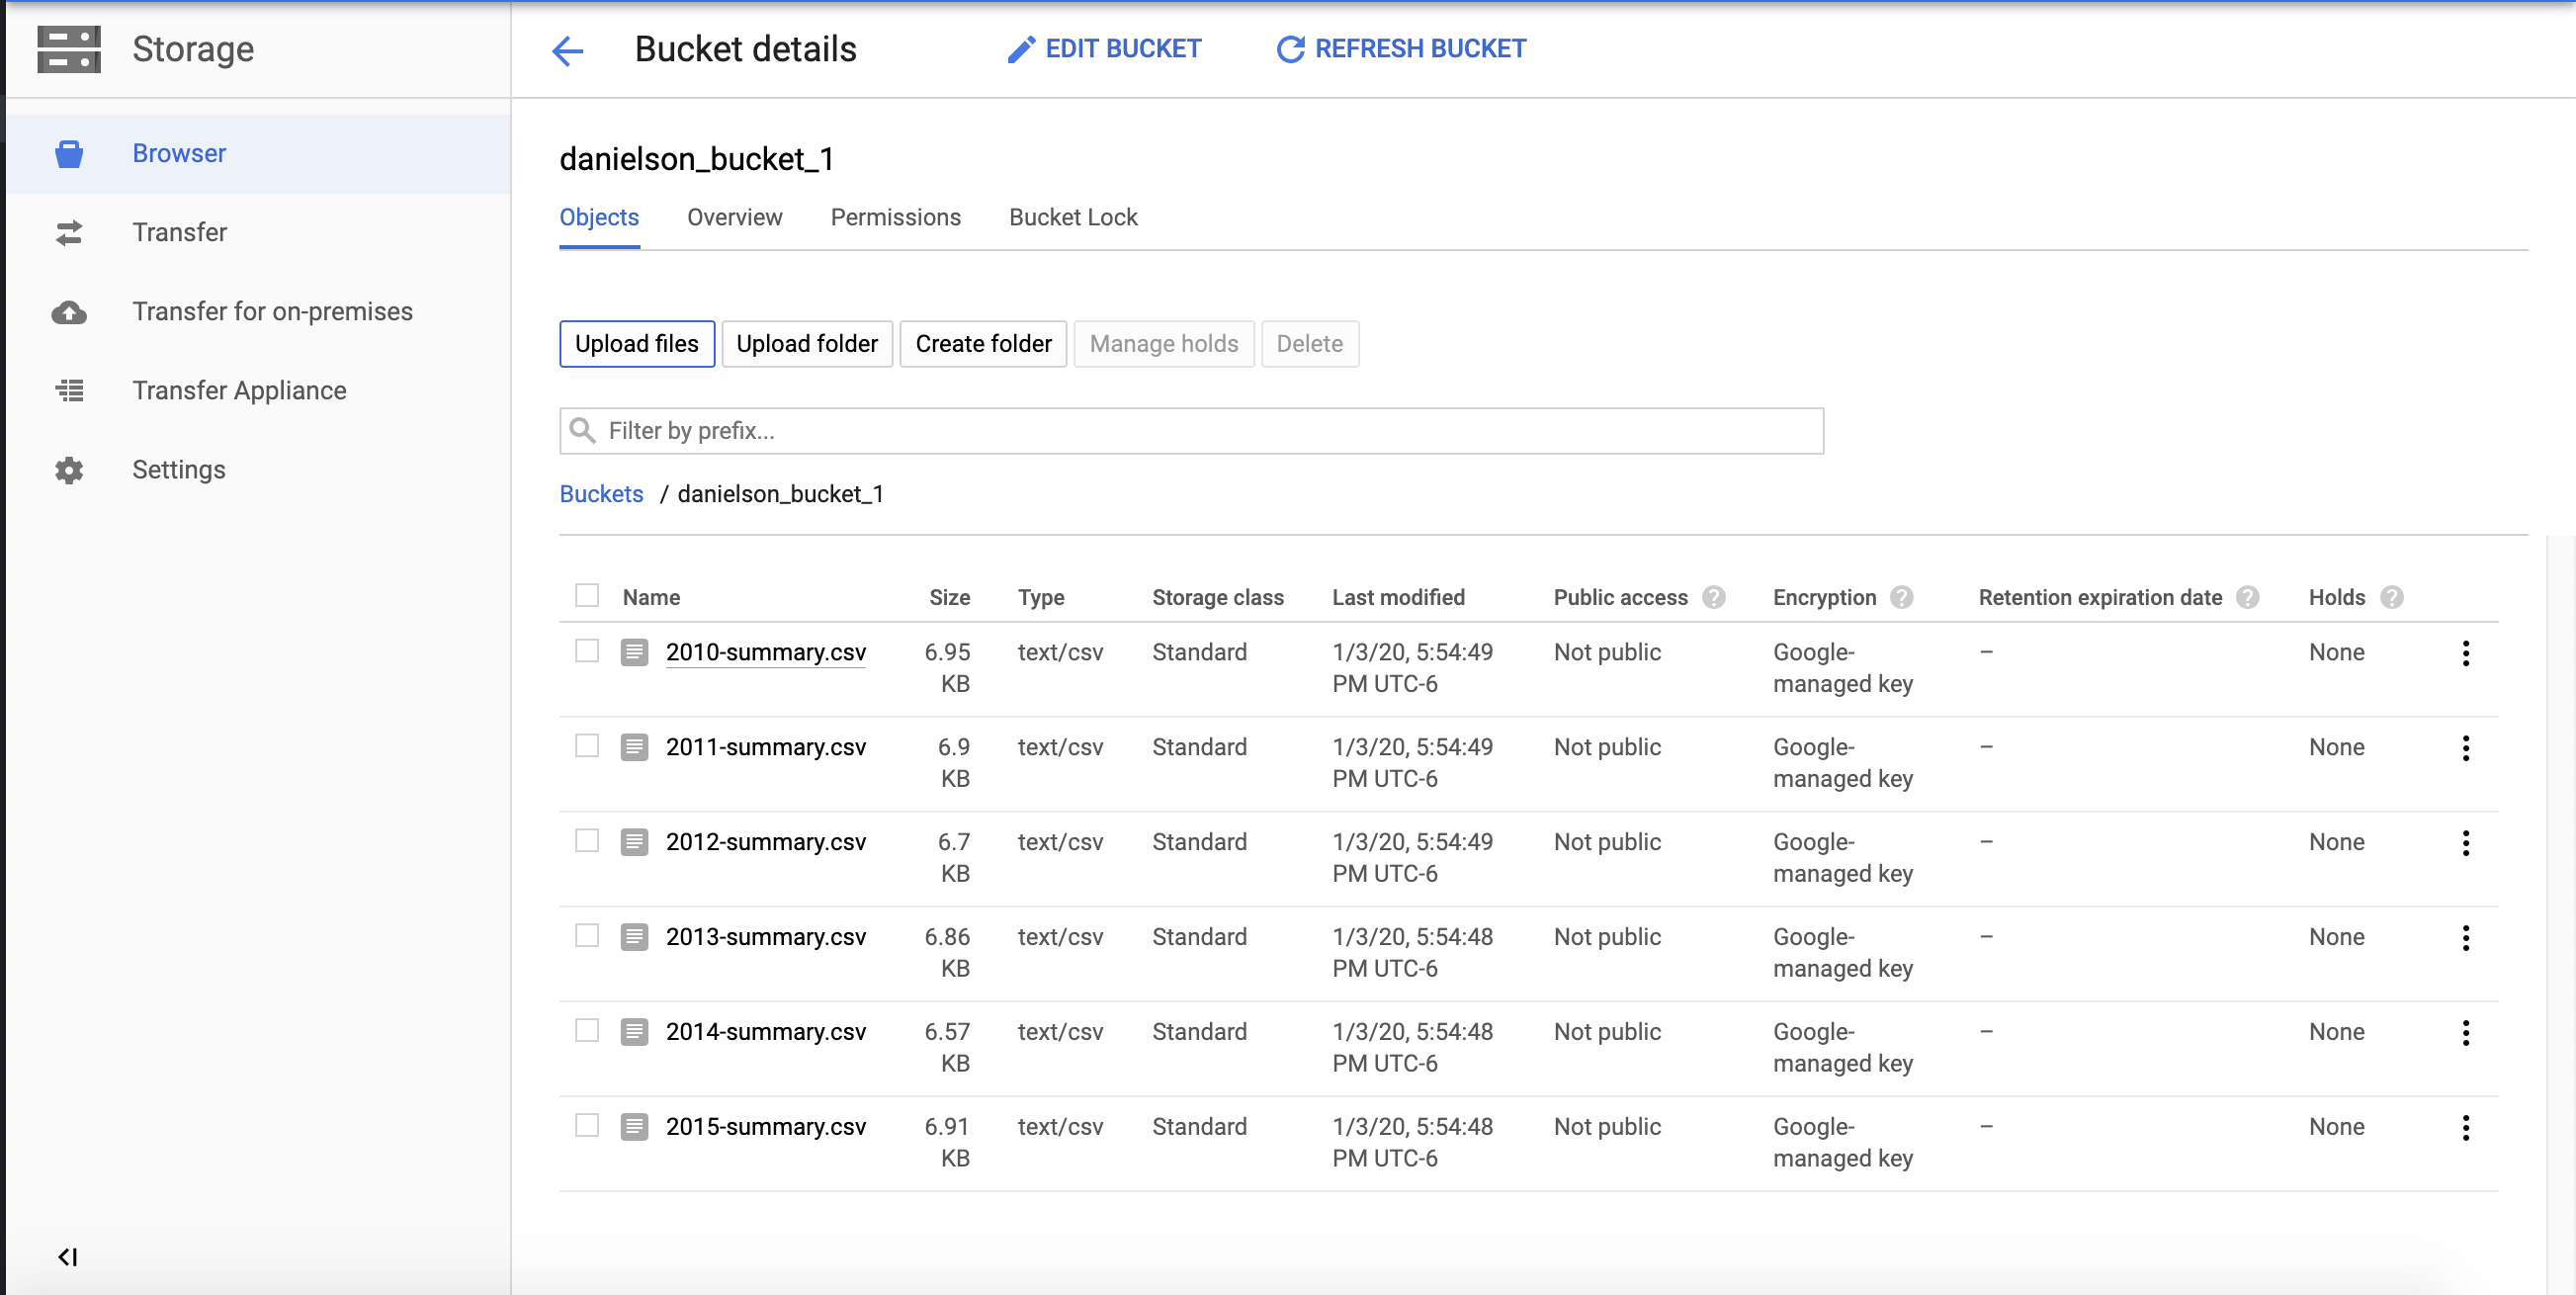 Storage
Bucket details
EDIT BUCKET
REFRESH BUCKET
Browser
Transfer
Transfer for on-premises
Transfer Appliance
Settings
danielson_bucket_1
Objects Overview Permissions Bucket Lock
Upload files Upload folder Create folder Manage holds Delete
Filter by prefix...
Buckets / danielson_bucket_1
Name Size Type Storage class Last modified Public access ? Encryption ? Retention expiration date ? Holds ?
2010-summary.csv 6.95 text/csv Standard 1/3/20, 5:54:49 Not public Google- – None
KB PM UTC-6 managed key
2011-summary.csv 6.9 text/csv Standard 1/3/20, 5:54:49 Not public Google- – None
KB PM UTC-6 managed key
2012-summary.csv 6.7 text/csv Standard 1/3/20, 5:54:49 Not public Google- – None
KB PM UTC-6 managed key
2013-summary.csv 6.86 text/csv Standard 1/3/20, 5:54:48 Not public Google- – None
KB PM UTC-6 managed key
2014-summary.csv 6.57 text/csv Standard 1/3/20, 5:54:48 Not public Google- – None
KB PM UTC-6 managed key
2015-summary.csv 6.91 text/csv Standard 1/3/20, 5:54:48 Not public Google- – None
KB PM UTC-6 managed key